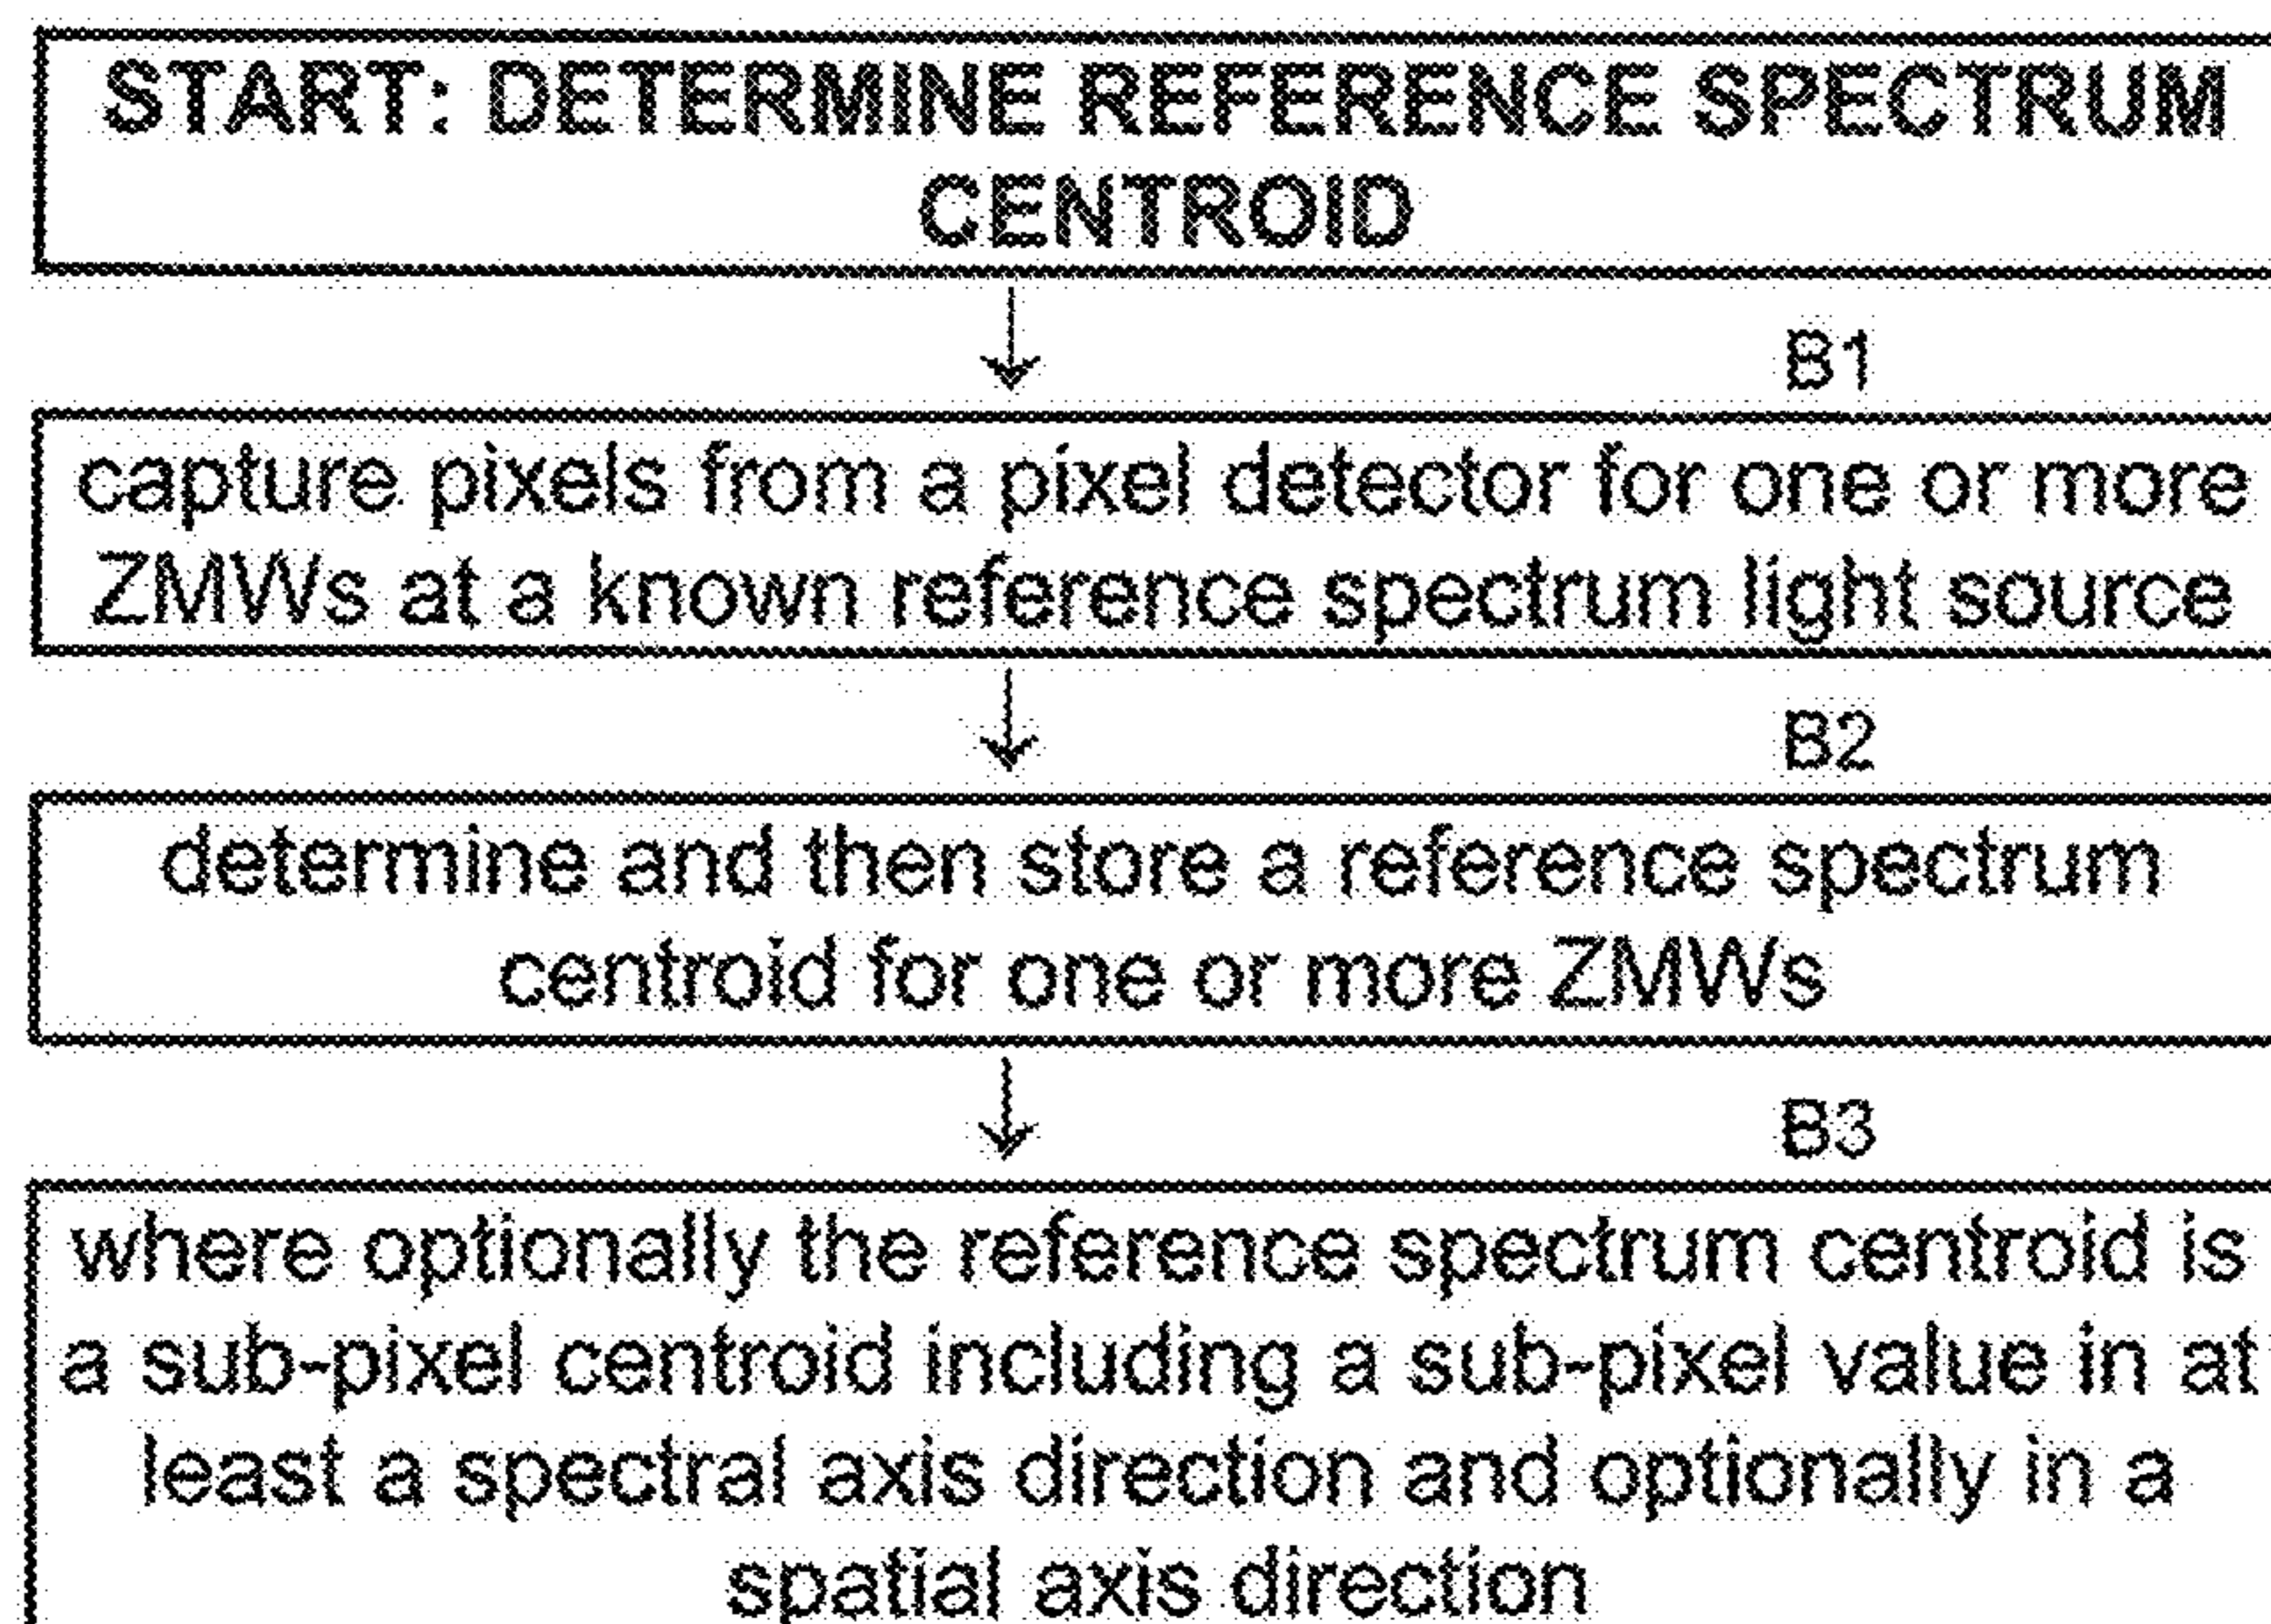 START: DETERMINE REFERENCE SPECTRUM
CENTROID
B1
capture pixels from a pixel detector for one or more
ZMWs at a known reference spectrum light source
B2
determine and then store a reference spectrum
centroid for one or more ZMWs
B3
where optionally the reference spectrum centroid is
a sub-pixel centroid including a sub-pixel value in at
least a spectral axis direction and optionally in a
spatial axis direction